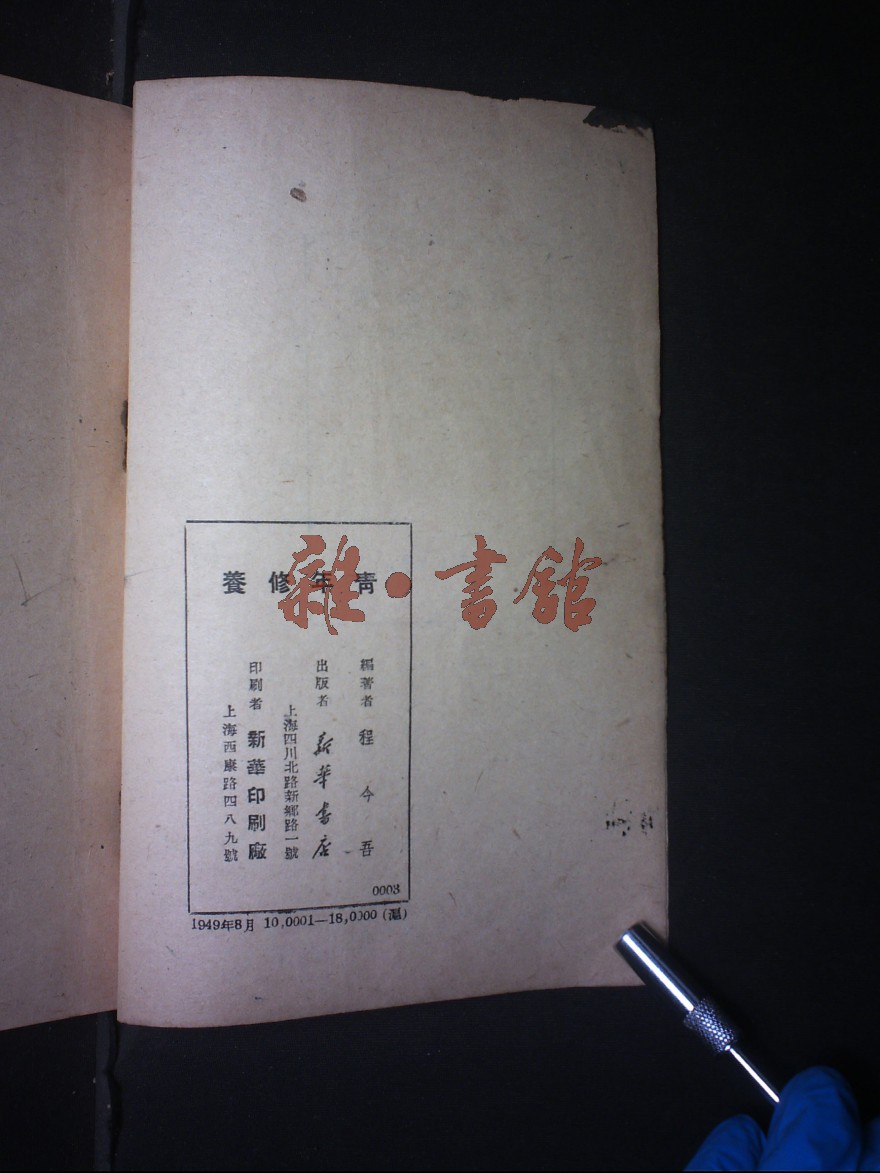 青年修養
編著者 程今吾
出版者 新華書店
上海四川北路新鄉路一號
印刷者 新華印刷廠
上海西康路四八九號
0003
1949年8月 10,0001—18,0000（滬）
雜·書館